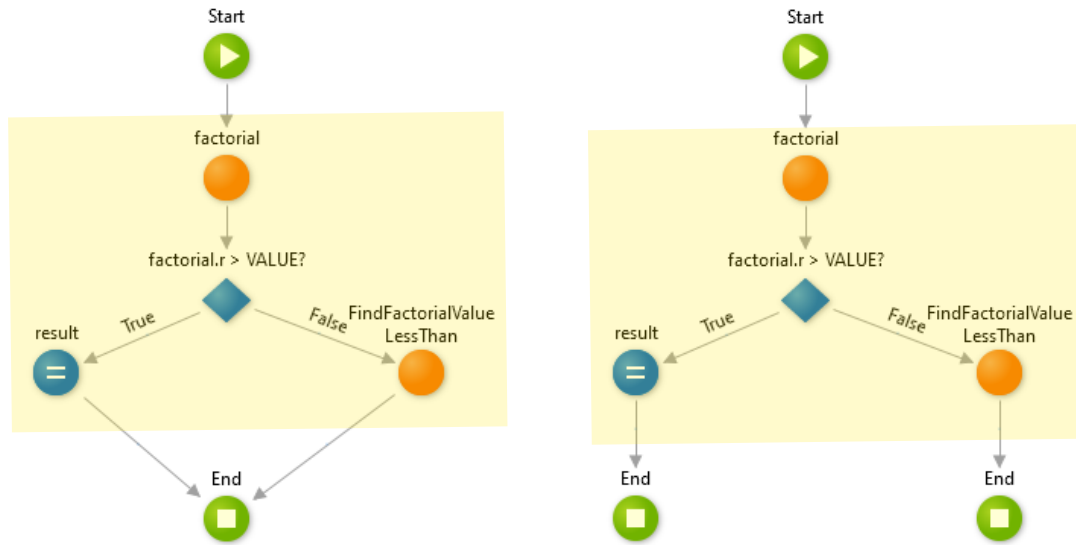 Start
factorial
factorial.r > VALUE?
True
False
result
FindFactorialValue
LessThan
End
Start
factorial
factorial.r > VALUE?
True
False
result
FindFactorialValue
LessThan
End
End